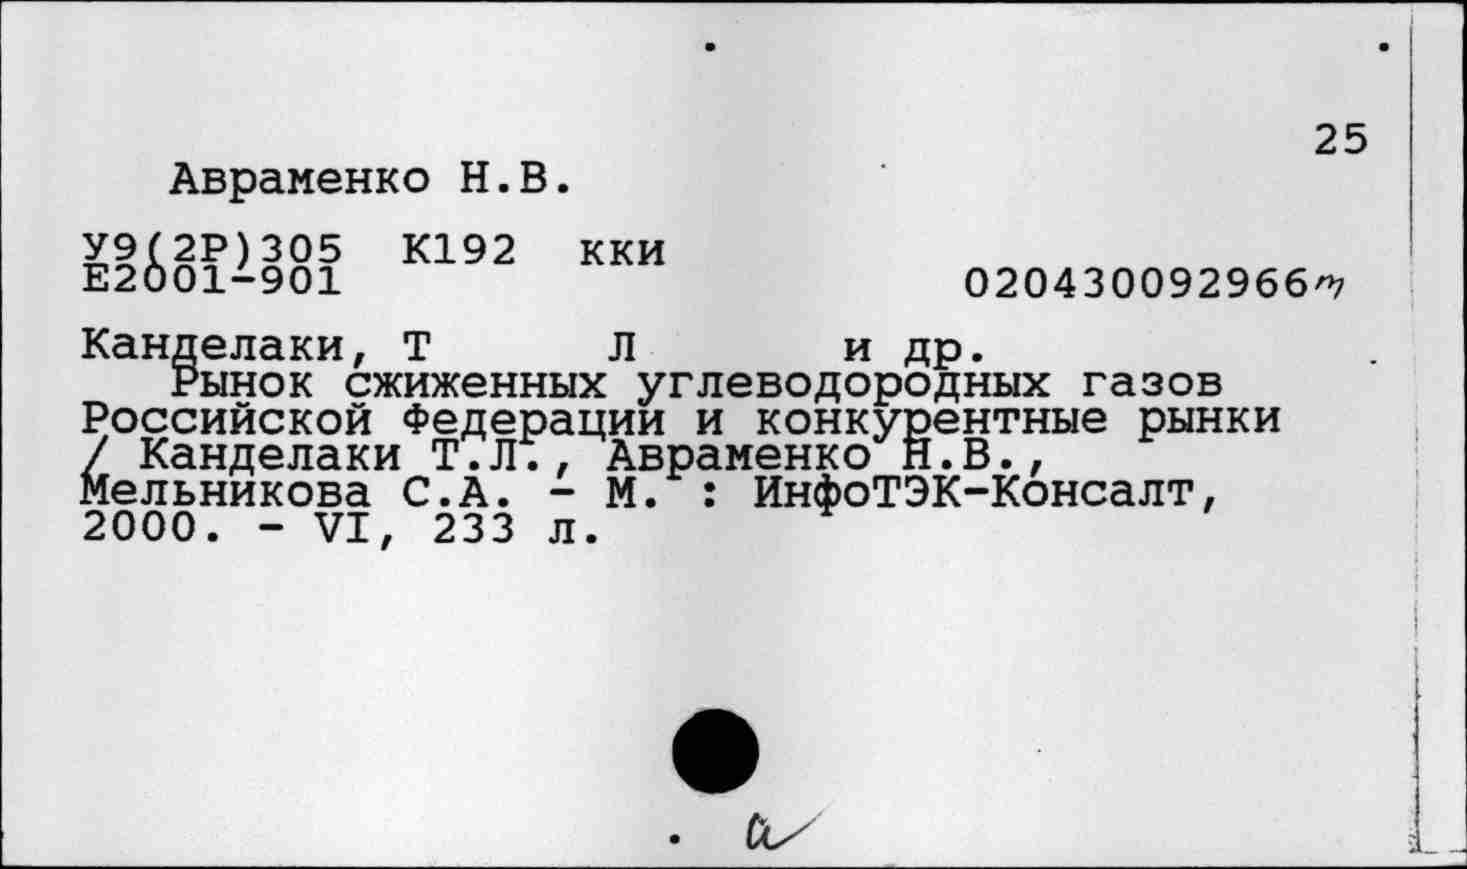 25
Авраменко Н.В.
У9(2Р)305 К192 кки
Е2001-901
020430092966
Канделаки, Т Л и др.
Рынок сжиженных углеводородных газов
Российской Федерации и конкурентные рынки
/ Канделаки Т.Л., Авраменко Н.В.,
Мельникова С.А. - М. : ИнфоТЭК-Консалт,
2000. - VI, 233 л.